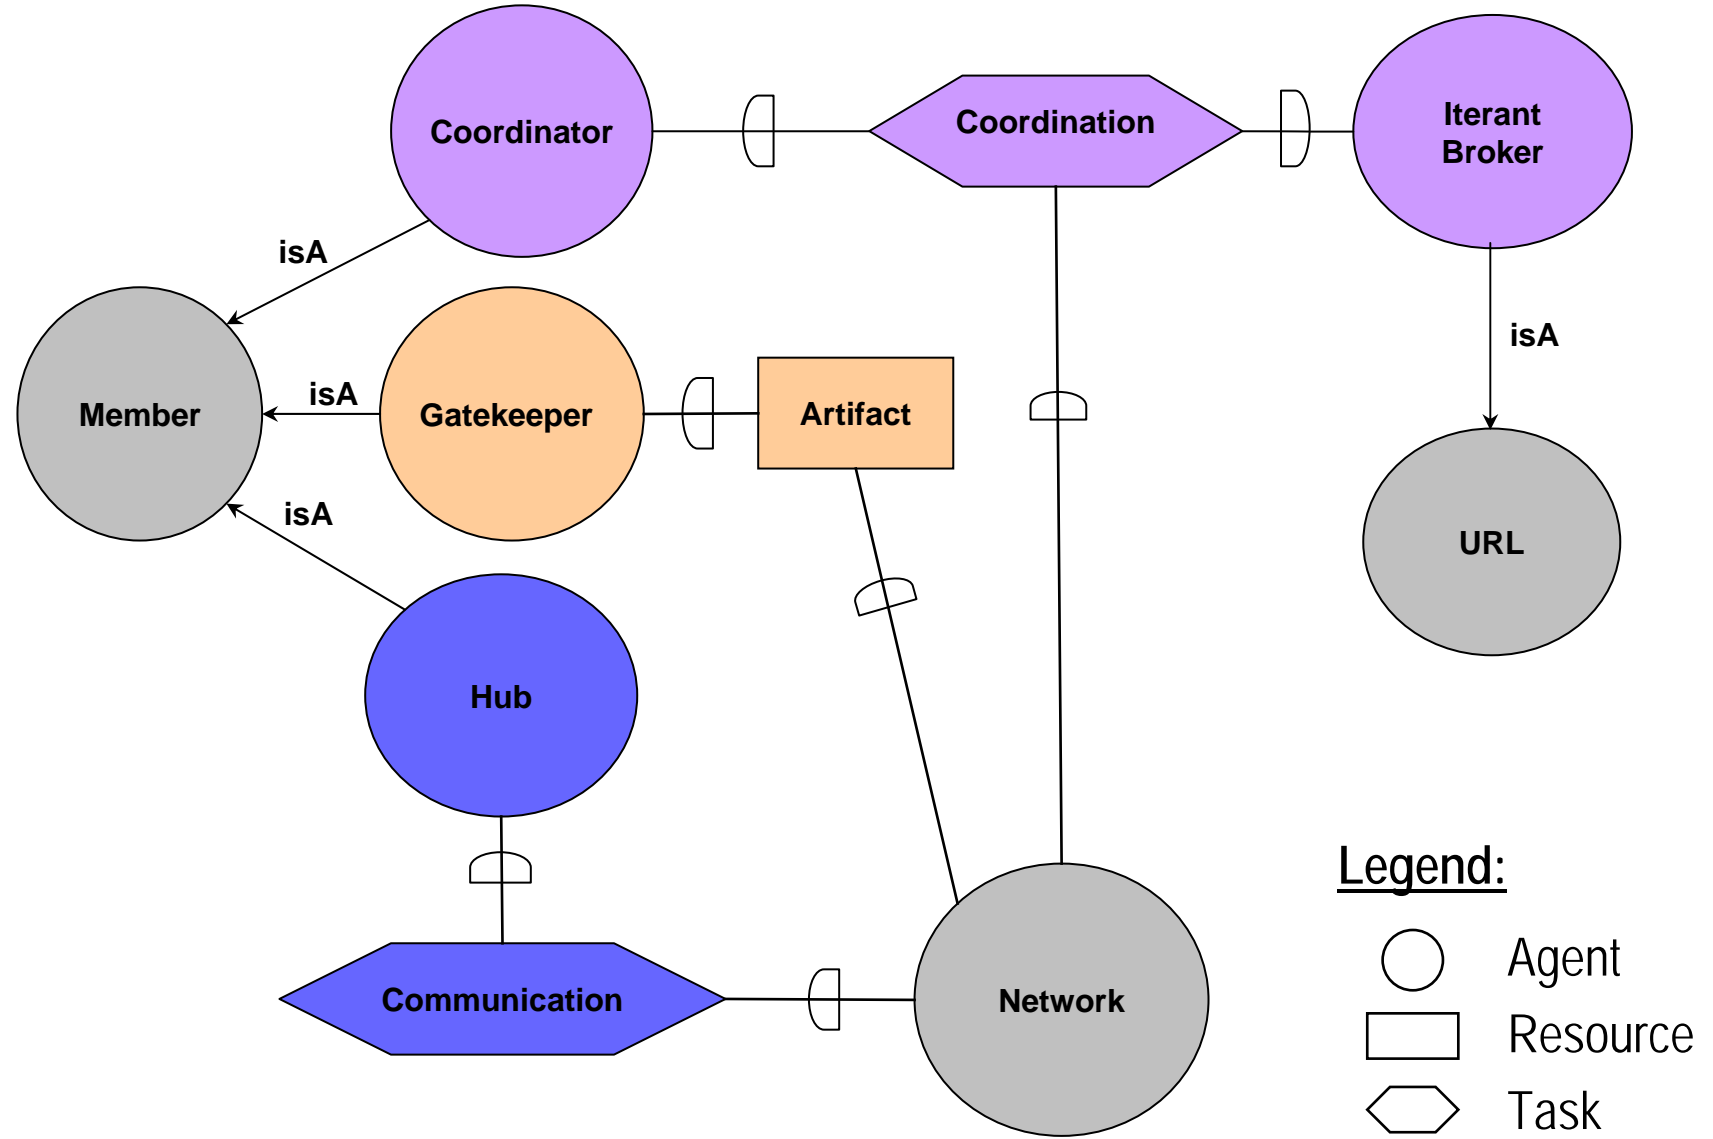 Coordinator
Coordination
Iterant
Broker
isA
isA
Member
isA
Gatekeeper
Artifact
isA
URL
Hub
Communication
Network
Legend:
Agent
Resource
Task